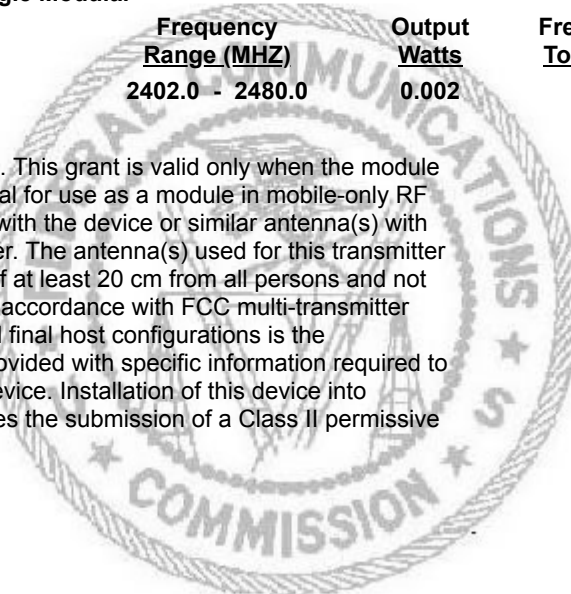 Frequency Output
Range (MHZ) Watts
2402.0 - 2480.0 0.002
. This grant is valid only when the module
al for use as a module in mobile-only RF
with the device or similar antenna(s) with
er. The antenna(s) used for this transmitter
of at least 20 cm from all persons and not
accordance with FCC multi-transmitter
l final host configurations is the
ovided with specific information required to
evice. Installation of this device into
es the submission of a Class II permissive
COMMUNICATIONS
COMMISSION